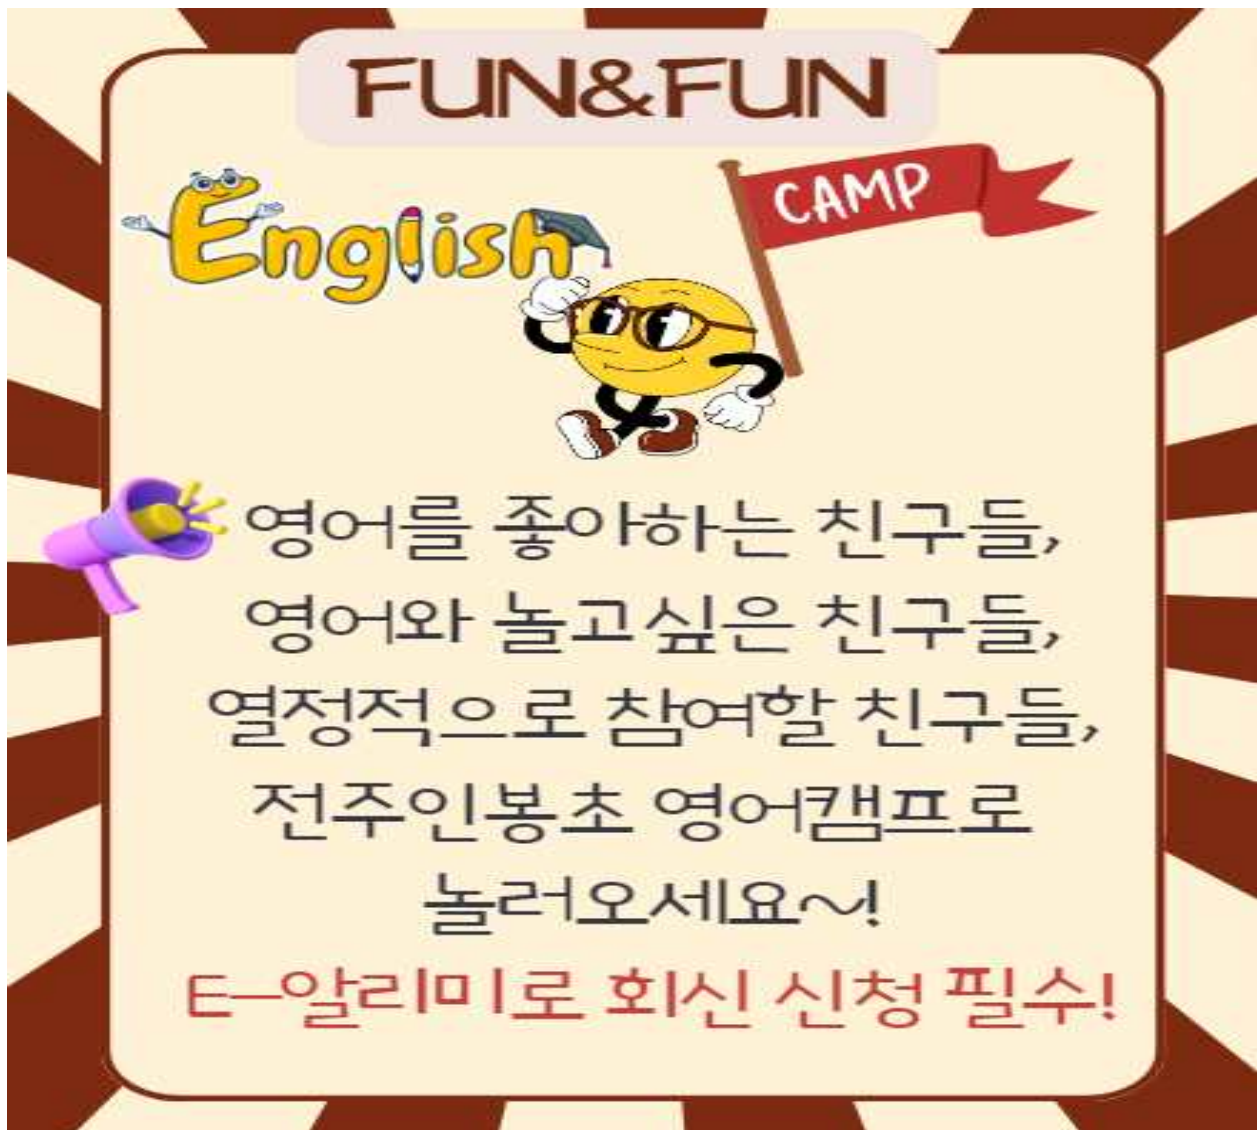 FUN&FUN
English
CAMP
영어를 좋아하는 친구들,
영어와 놀고싶은 친구들,
열정적으로 참여할 친구들,
전주인봉초 영어캠프로
놀러오세요~!
E-알리미로 회신 신청 필수!